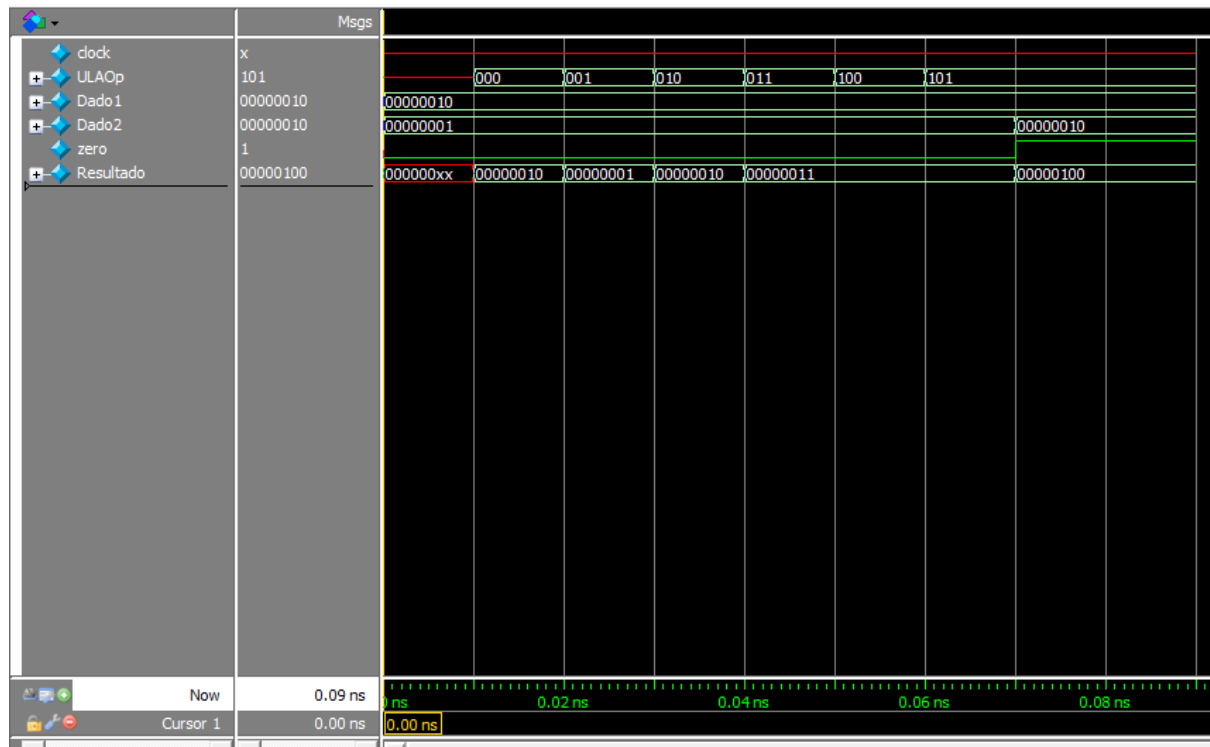 Msgs
clock x
ULAOp 101 000 001 010 011 100 101
Dado1 00000010 00000010
Dado2 00000010 00000001 00000010
zero 1
Resultado 00000100 000000xx 00000010 00000001 00000010 00000011 00000100
Now 0.09 ns ns 0.02 ns 0.04 ns 0.06 ns 0.08 ns
Cursor 1 0.00 ns 0.00 ns